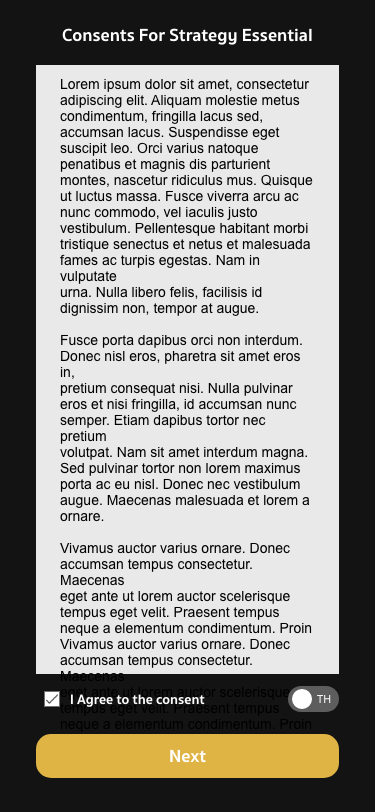 Consents For Strategy Essential
Lorem ipsum dolor sit amet, consectetur
adipiscing elit. Aliquam molestie metus
condimentum, fringilla lacus sed,
accumsan lacus. Suspendisse eget
suscipit leo. Orci varius natoque
penatibus et magnis dis parturient
montes, nascetur ridiculus mus. Quisque
ut luctus massa. Fusce viverra arcu ac
nunc commodo, vel iaculis justo
vestibulum. Pellentesque habitant morbi
tristique senectus et netus et malesuada
fames ac turpis egestas. Nam in
vulputate
urna. Nulla libero felis, facilisis id
dignissim non, tempor at augue.
Fusce porta dapibus orci non interdum.
Donec nisl eros, pharetra sit amet eros
in,
pretium consequat nisi. Nulla pulvinar
eros et nisi fringilla, id accumsan nunc
semper. Etiam dapibus tortor nec
pretium
volutpat. Nam sit amet interdum magna.
Sed pulvinar tortor non lorem maximus
porta ac eu nisl. Donec nec vestibulum
augue. Maecenas malesuada et lorem a
ornare.
Vivamus auctor varius ornare. Donec
accumsan tempus consectetur.
Maecenas
eget ante ut lorem auctor scelerisque
tempus eget velit. Praesent tempus
neque a elementum condimentum. Proin
Vivamus auctor varius ornare. Donec
accumsan tempus consectetur.
Maecenas
eget ante ut lorem auctor scelerisque
I Agree to the consent
TH
tempus eget velit. Praesent tempus
neque a elementum condimentum. Proin
Next